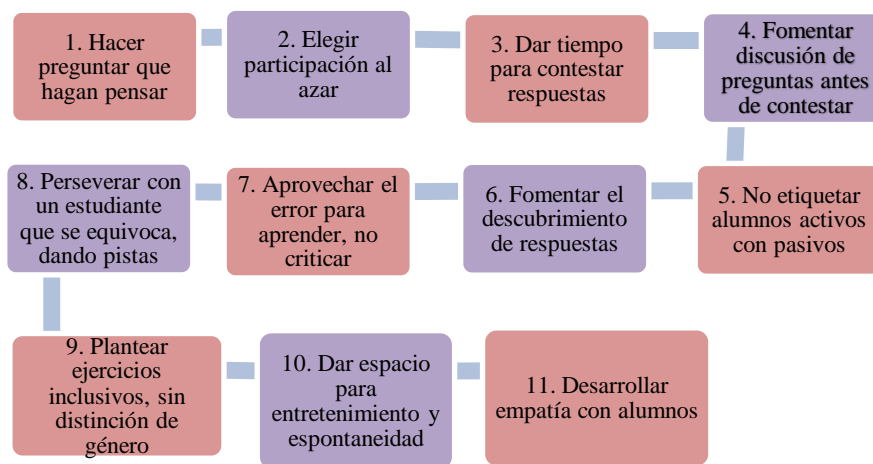 1. Hacer
preguntar que
hagan pensar
2. Elegir
participación al
azar
3. Dar tiempo
para contestar
respuestas
4. Fomentar
discusión de
preguntas antes
de contestar
5. No etiquetar
alumnos activos
con pasivos
6. Fomentar el
descubrimiento
de respuestas
7. Aprovechar el
error para
aprender, no
criticar
8. Perseverar con
un estudiante
que se equivoca,
dando pistas
9. Plantear
ejercicios
inclusivos, sin
distinción de
género
10. Dar espacio
para
entretenimiento y
espontaneidad
11. Desarrollar
empatía con alumnos